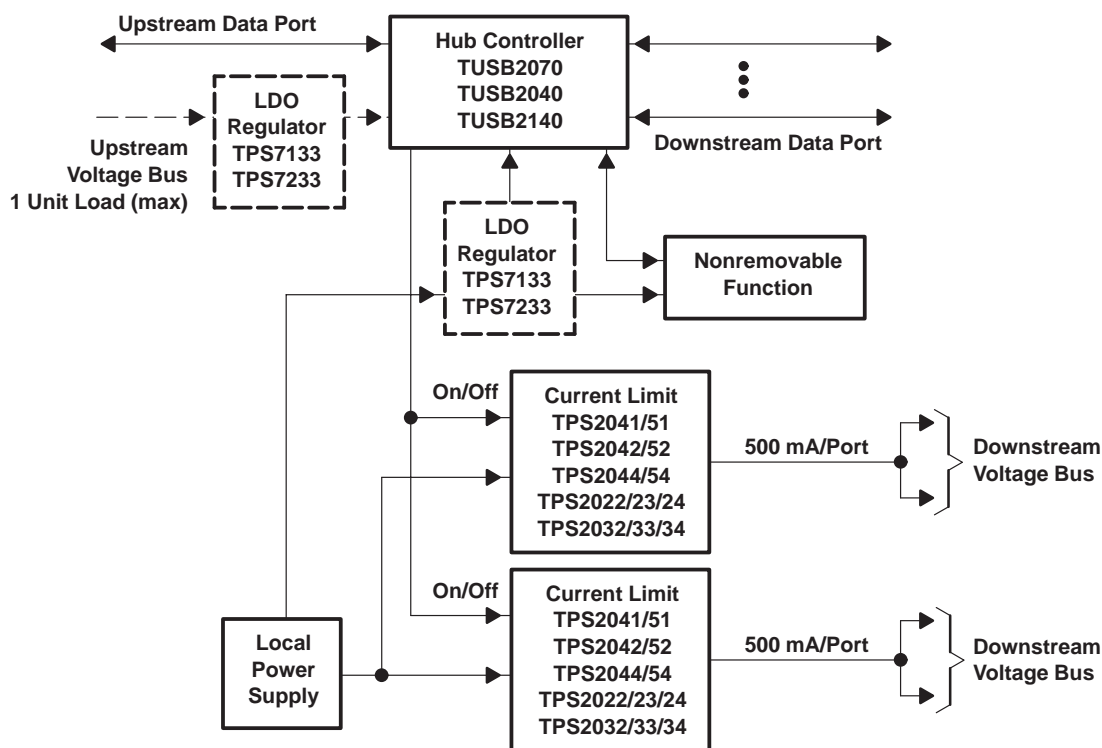 Upstream Data Port
Hub Controller
TUSB2070
TUSB2040
TUSB2140
LDO
Regulator
TPS7133
TPS7233
Upstream
Voltage Bus
1 Unit Load (max)
Downstream Data Port
LDO
Regulator
TPS7133
TPS7233
Nonremovable
Function
On/Off
Current Limit
TPS2041/51
TPS2042/52
TPS2044/54
TPS2022/23/24
TPS2032/33/34
500 mA/Port
Downstream
Voltage Bus
On/Off
Current Limit
TPS2041/51
TPS2042/52
TPS2044/54
TPS2022/23/24
TPS2032/33/34
500 mA/Port
Downstream
Voltage Bus
Local
Power
Supply